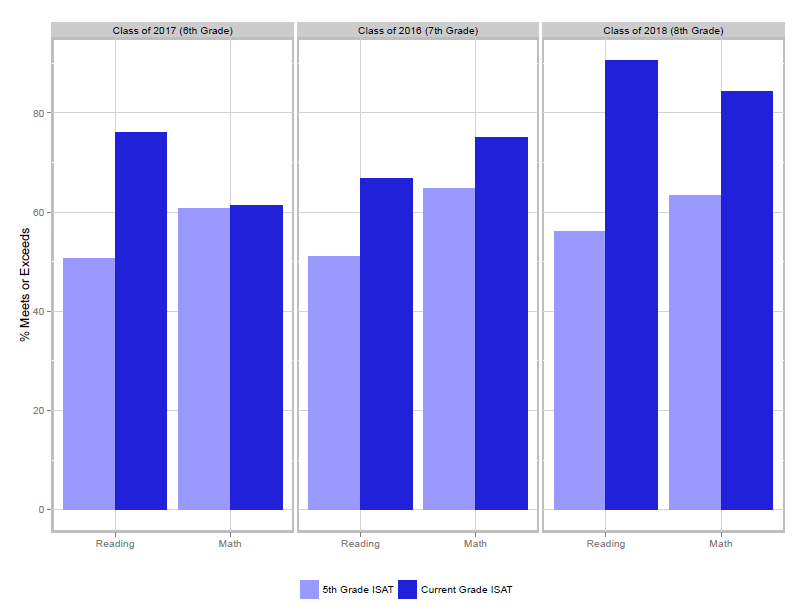 Class of 2017 (6th Grade) Class of 2016 (7th Grade) Class of 2018 (8th Grade)
% Meets or Exceeds
80
60
40
20
0
Reading Math Reading Math Reading Math
5th Grade ISAT Current Grade ISAT